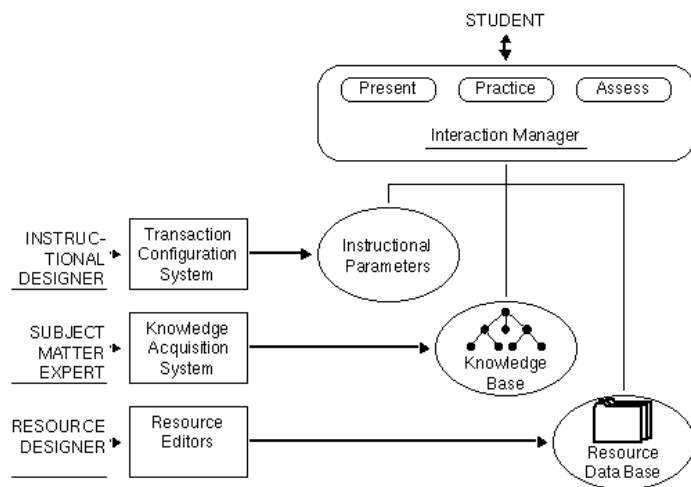 STUDENT
Present
Practice
Assess
Interaction Manager
INSTRUC-
TIONAL
DESIGNER
Transaction
Configuration
System
Instructional
Parameters
SUBJECT
MATTER
EXPERT
Knowledge
Acquisition
System
Knowledge
Base
RESOURCE
DESIGNER
Resource
Editors
Resource
Data Base